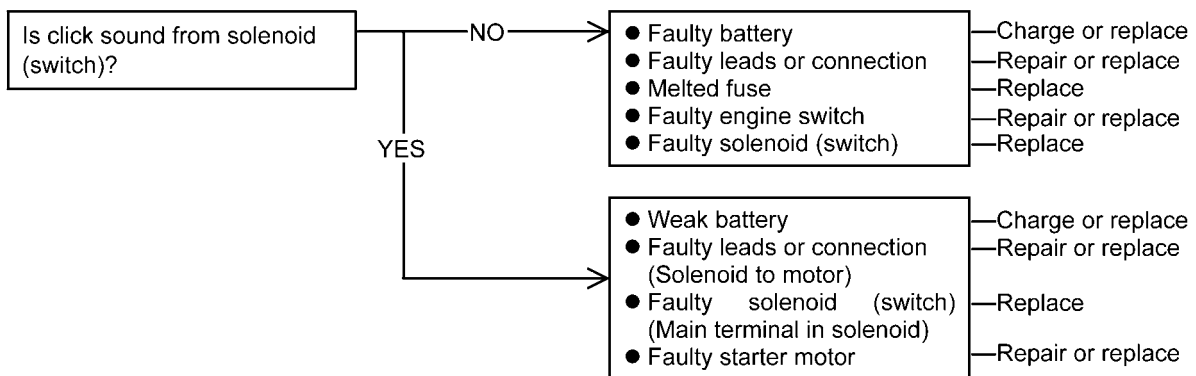 Is click sound from solenoid
(switch)?
NO
● Faulty battery
Charge or replace
● Faulty leads or connection
Repair or replace
● Melted fuse
Replace
● Faulty engine switch
Repair or replace
● Faulty solenoid (switch)
Replace
YES
● Weak battery
Charge or replace
● Faulty leads or connection
Repair or replace
(Solenoid to motor)
● Faulty solenoid (switch)
Replace
(Main terminal in solenoid)
● Faulty starter motor
Repair or replace